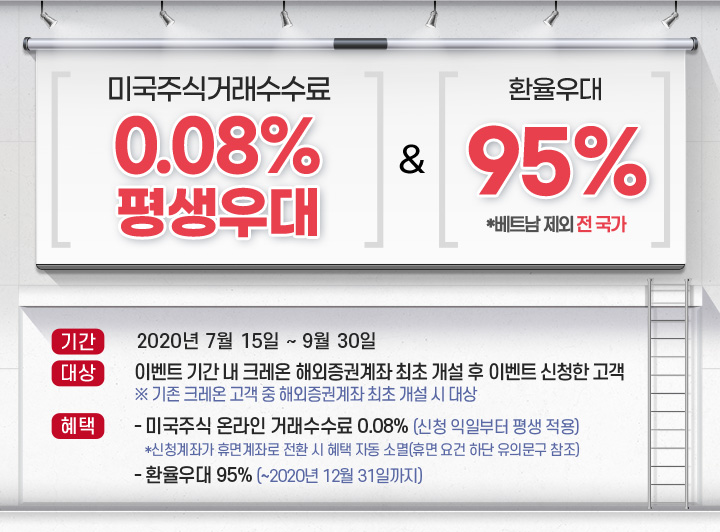 미국주식거래수수료
0.08%
평생우대
&
환율우대
95%
*베트남 제외 전 국가
기간 2020년 7월 15일 ~ 9월 30일
대상 이벤트 기간 내 크레온 해외증권계좌 최초 개설 후 이벤트 신청한 고객
※ 기존 크레온 고객 중 해외증권계좌 최초 개설 시 대상
혜택 - 미국주식 온라인 거래수수료 0.08% (신청 익일부터 평생 적용)
*신청계좌가 휴면계좌로 전환 시 혜택 자동 소멸(휴면 요건 하단 유의문구 참조)
- 환율우대 95% (~2020년 12월 31일까지)